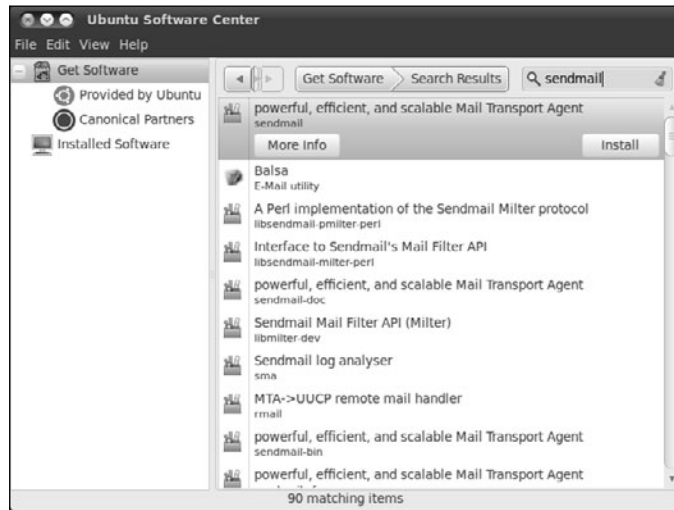 Ubuntu Software Center
File Edit View Help
Get Software
Provided by Ubuntu
Canonical Partners
Installed Software
Get Software Search Results sendmail
powerful, efficient, and scalable Mail Transport Agent
sendmail
More Info Install
Balsa
E-Mail utility
A Perl implementation of the Sendmail Milter protocol
libsendmail-pmilter-perl
Interface to Sendmail's Mail Filter API
libsendmail-milter-perl
powerful, efficient, and scalable Mail Transport Agent
sendmail-doc
Sendmail Mail Filter API (Milter)
libmilter-dev
Sendmail log analyser
sma
MTA->UUCP remote mail handler
rmail
powerful, efficient, and scalable Mail Transport Agent
sendmail-bin
powerful, efficient, and scalable Mail Transport Agent
90 matching items